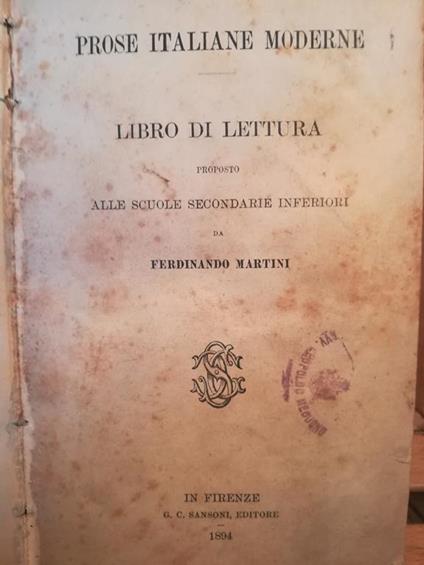 PROSE ITALIANE MODERNE
LIBRO DI LETTURA
PROPOSTO
ALLE SCUOLE SECONDARIE INFERIORI
DA
FERDINANDO MARTINI
IN FIRENZE
G. C. SANSONI, EDITORE
1894